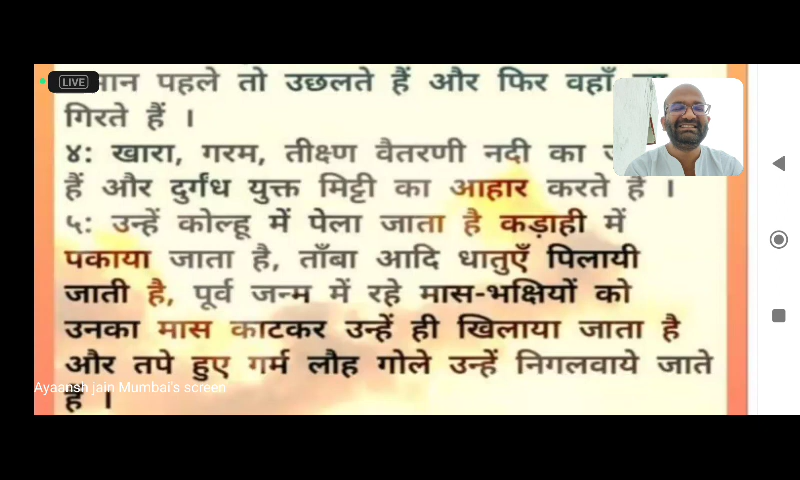 LIVE
पहले तो उछलते हैं और फिर वहाँ
गिरते हैं ।
४: खारा, गरम, तीक्ष्ण वैतरणी नदी का
हैं और दुर्गंध युक्त मिट्टी का आहार करते हैं ।
५: उन्हें कोल्हू में पेला जाता है कड़ाही में
पकाया जाता है, ताँबा आदि धातुएँ पिलायी
जाती है, पूर्व जन्म में रहे मास-भक्षियों को
उनका मास काटकर उन्हें ही खिलाया जाता है
और तपे हुए गर्म लौह गोले उन्हें निगलवाये जाते
Ayaansh jain Mumbai's screen
हैं ।